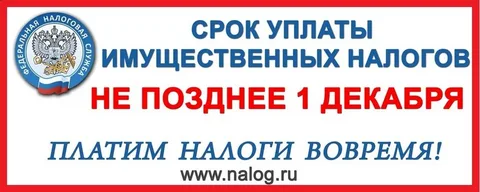 ФЕДЕРАЛЬНАЯ НАЛОГОВАЯ СЛУЖБА
СРОК УПЛАТЫ
ИМУЩЕСТВЕННЫХ НАЛОГОВ
НЕ ПОЗДНЕЕ 1 ДЕКАБРЯ
ПЛАТИМ НАЛОГИ ВОВРЕМЯ!
www.nalog.ru